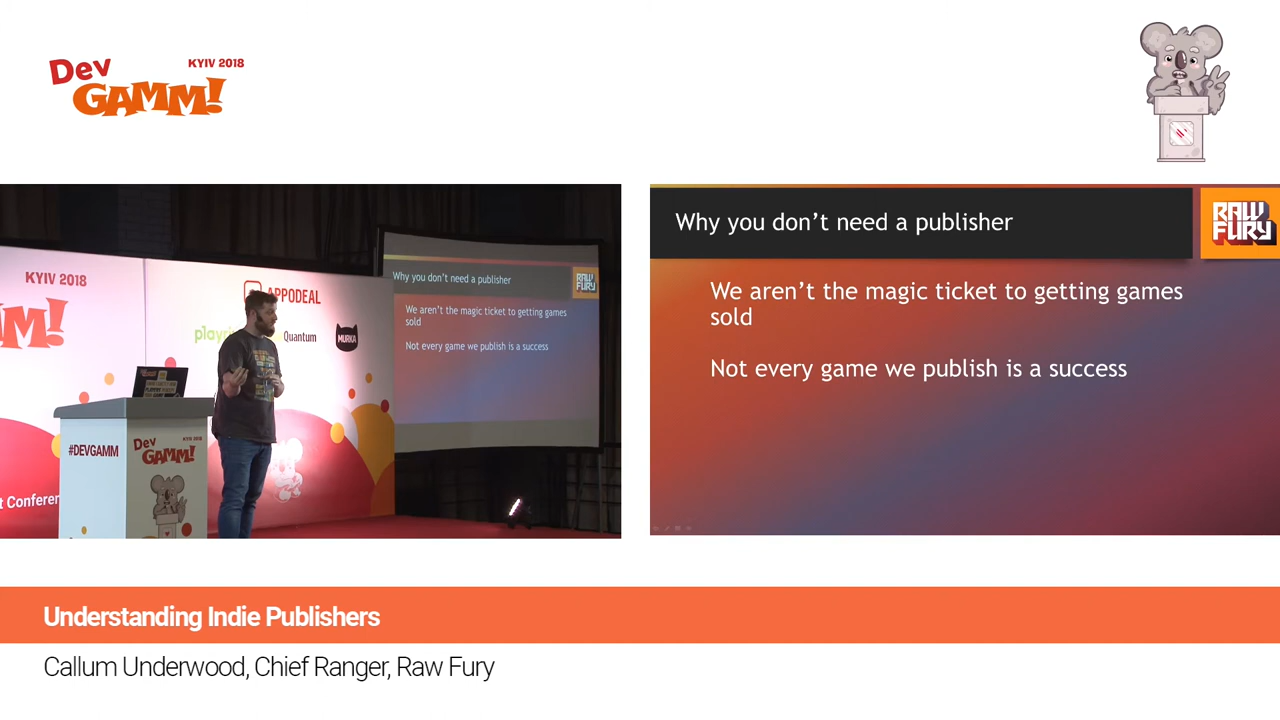 Dev
GAMM!
KYIV 2018
KYIV 2018
M!
APPODEAL
Quantum
MURKA
Why you don't need a publisher
RAW
FURY
We aren't the magic ticket to getting games
sold
Not every game we publish is a success
#DEVGAMM
Dev
GAMM!
KYIV 2018
Why you don't need a publisher
RAW
FURY
We aren't the magic ticket to getting games
sold
Not every game we publish is a success
Understanding Indie Publishers
Callum Underwood, Chief Ranger, Raw Fury